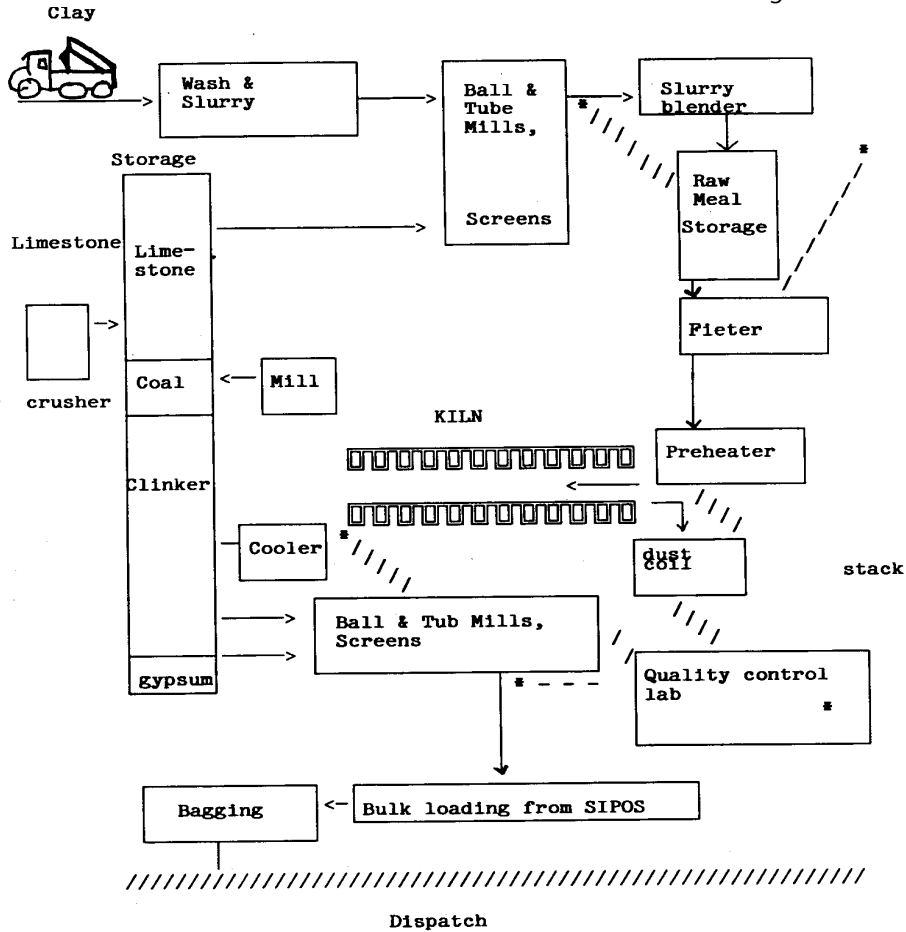 Clay
Wash &
Slurry
Ball &
Tube
Mills,
Screens
Slurry
blender
Storage
Raw
Meal
Storage
Limestone
Lime-
stone
Fieter
crusher
Coal
Mill
KILN
Preheater
Clinker
Cooler
dust
coil
stack
Ball & Tub Mills,
Screens
gypsum
Quality control
lab
Bagging
Bulk loading from SIPOS
Dispatch